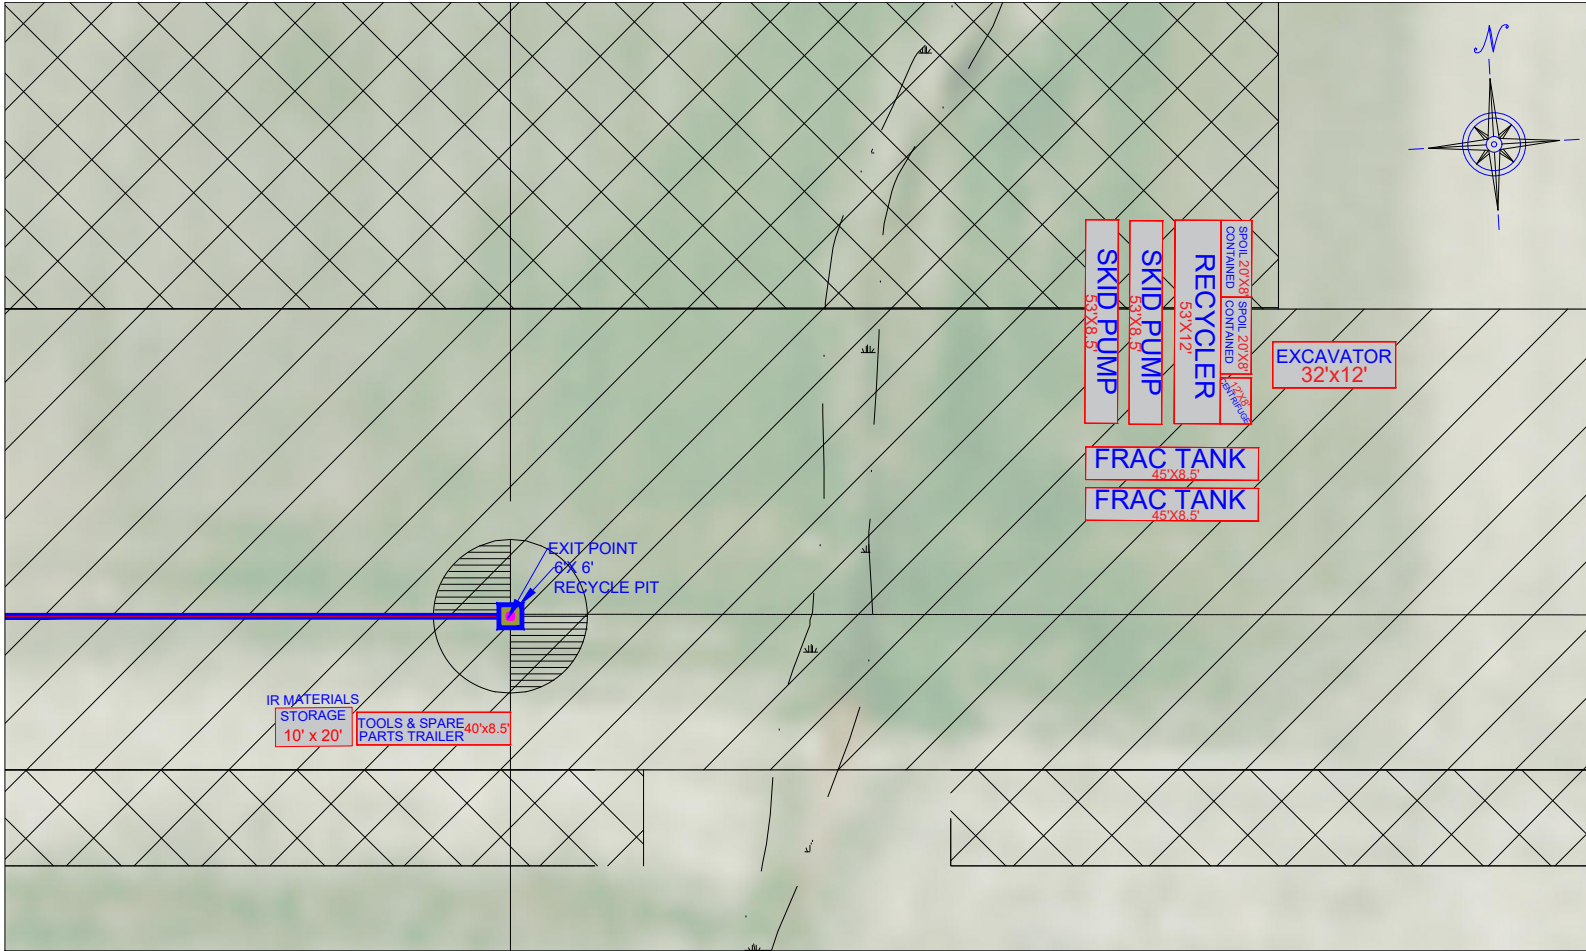 N
SKID PUMP
53'X8.5'
SKID PUMP
53'X8.5'
RECYCLER
53'X12'
SPOIL 20'X8'
CONTAINED
SPOIL 20'X8'
CONTAINED
12'X8'
CENTRIFUGE
EXCAVATOR
32'x12'
FRAC TANK
45'X8.5'
FRAC TANK
45'X8.5'
EXIT POINT
6'X 6'
RECYCLE PIT
IR MATERIALS
STORAGE
10' x 20'
TOOLS & SPARE
PARTS TRAILER
40'x8.5'